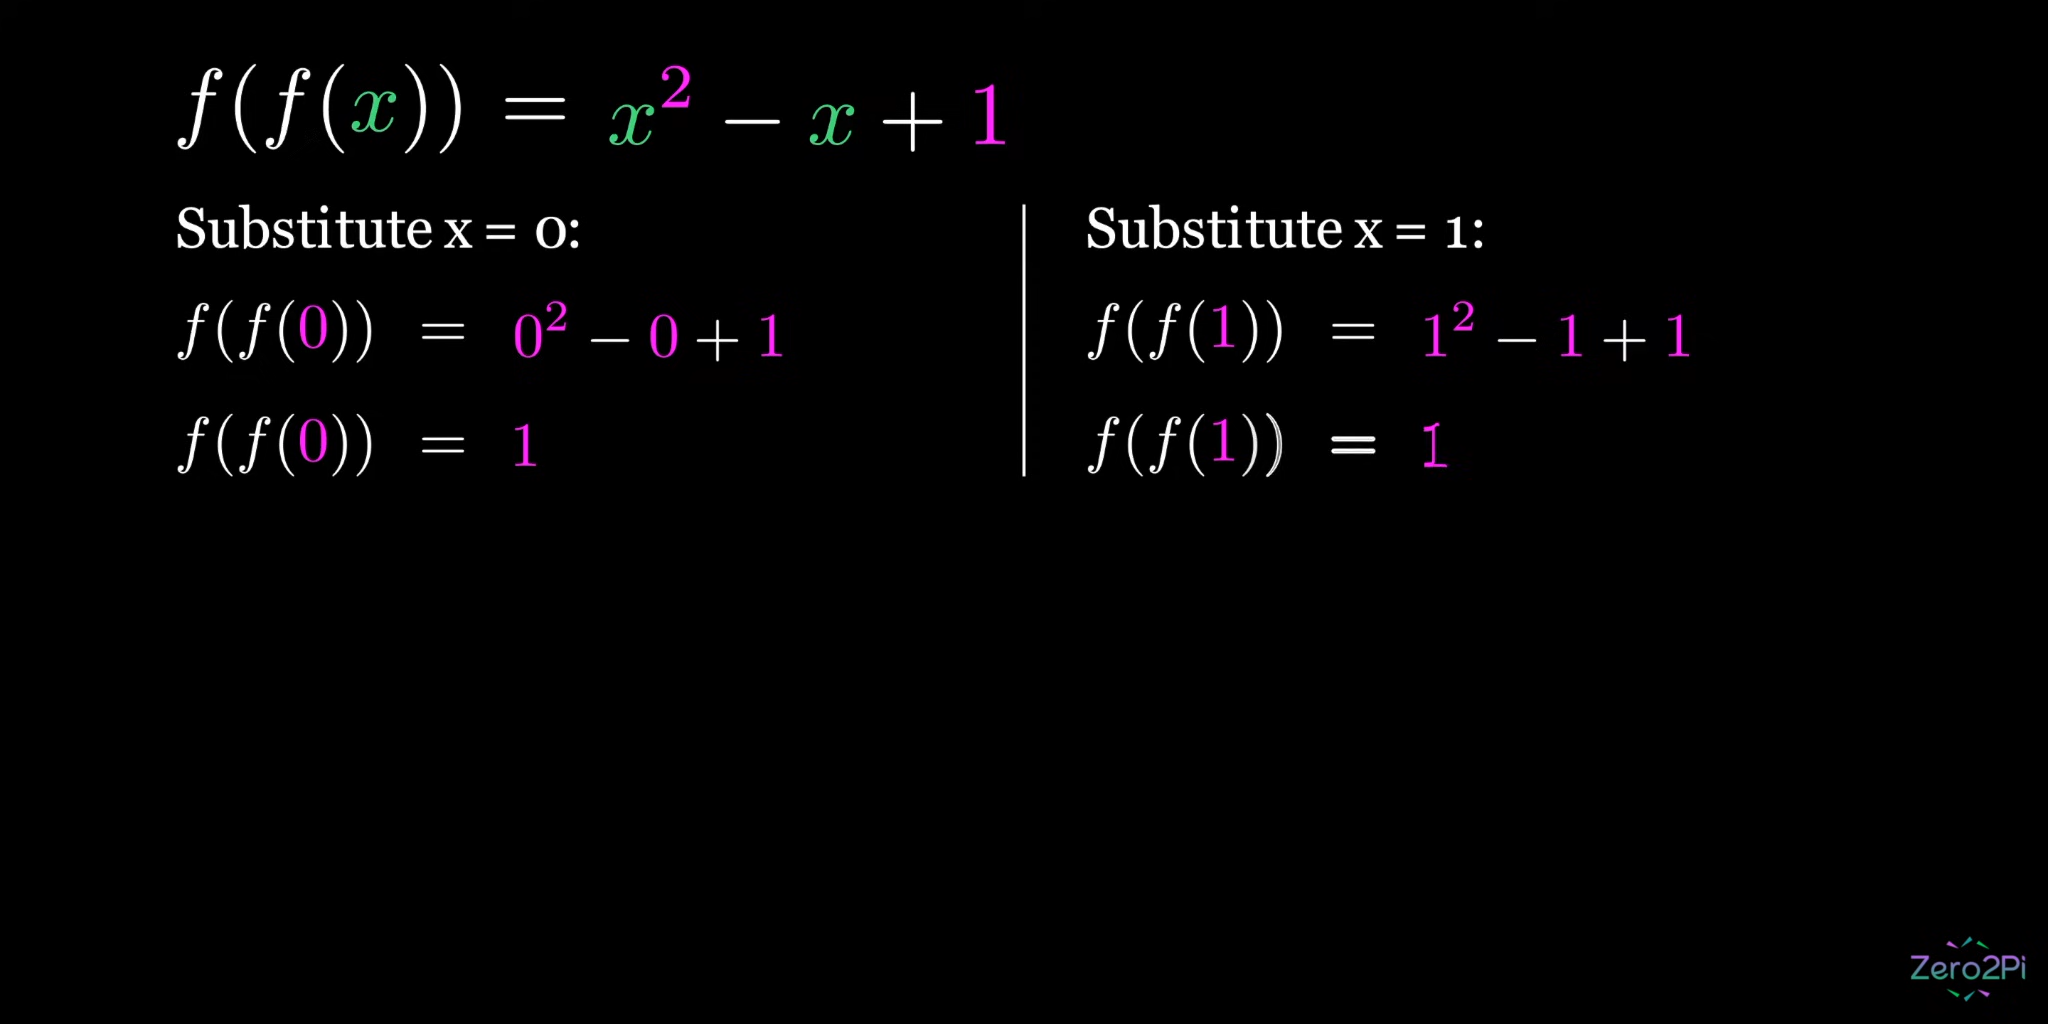 f(f(x)) = x² − x + 1
Substitute x = 0:
f(f(0)) = 0² − 0 + 1
f(f(0)) = 1
Substitute x = 1:
f(f(1)) = 1² − 1 + 1
f(f(1)) = 1
Zero2Pi